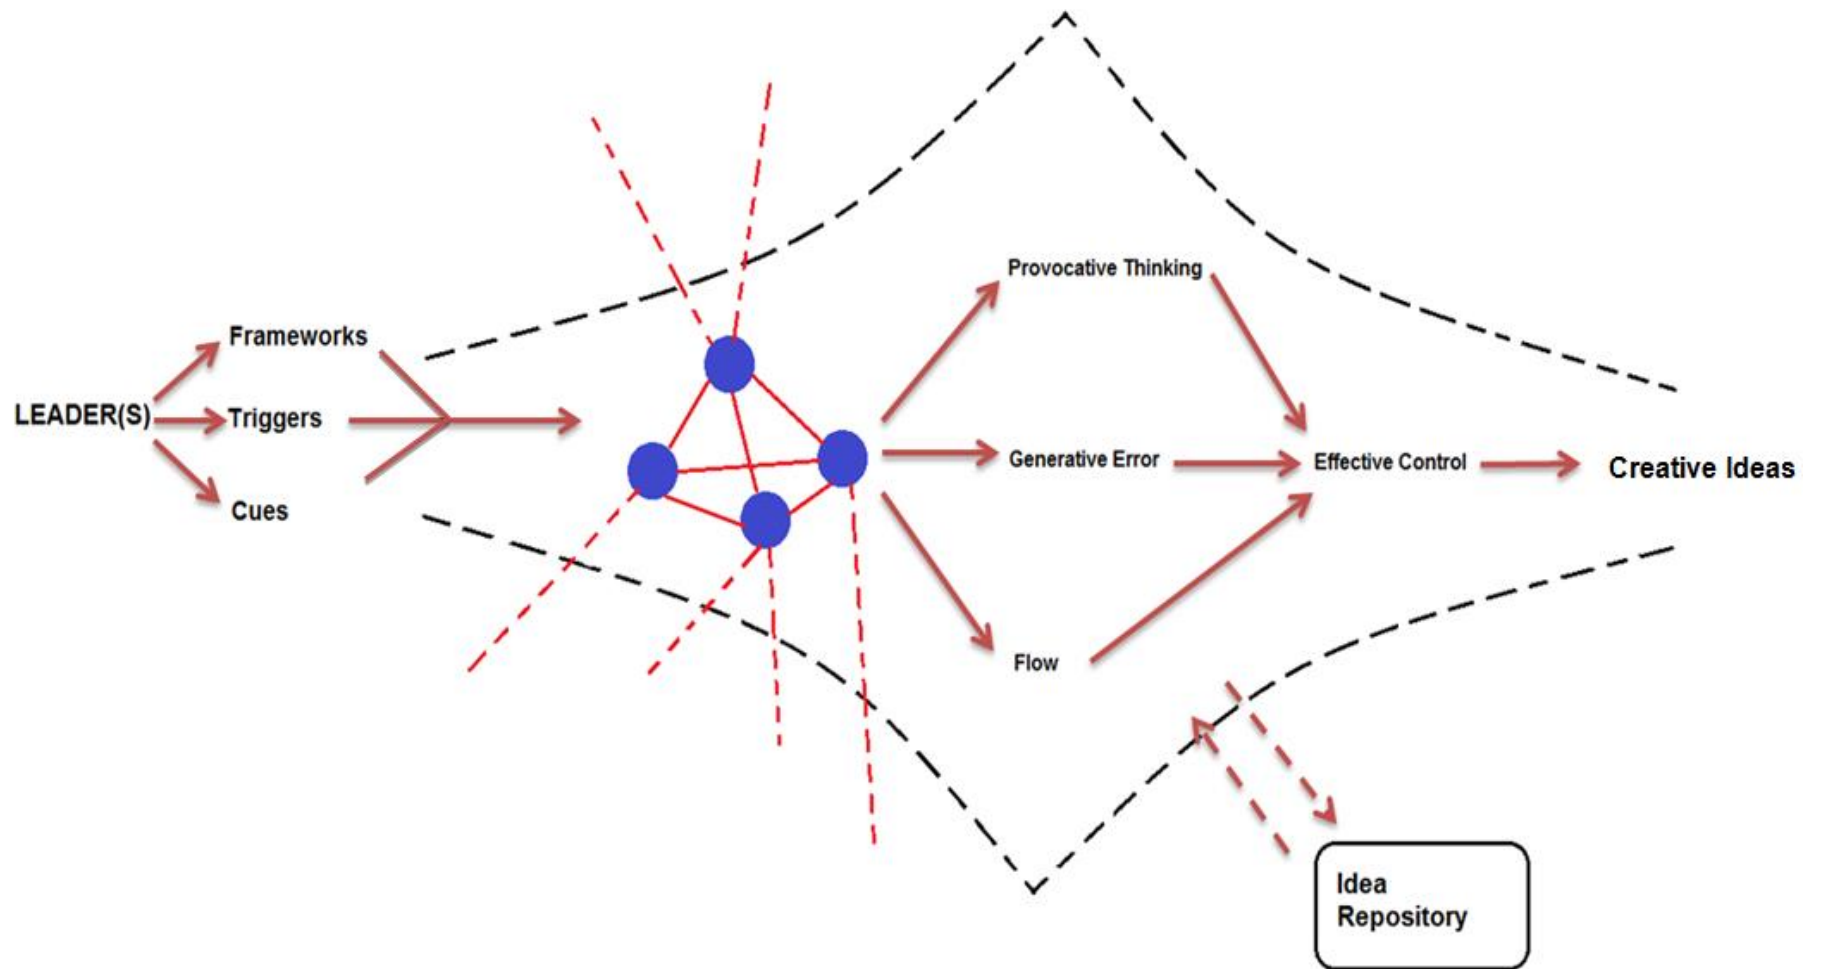 LEADER(S)
Frameworks
Triggers
Cues
Provocative Thinking
Generative Error
Flow
Effective Control
Creative Ideas
Idea
Repository